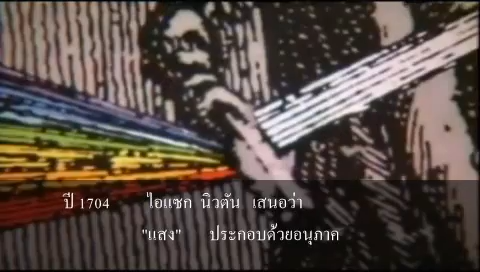 ปี 1704 ไอแซก นิวตัน เสนอว่า
"แสง" ประกอบด้วยอนุภาค